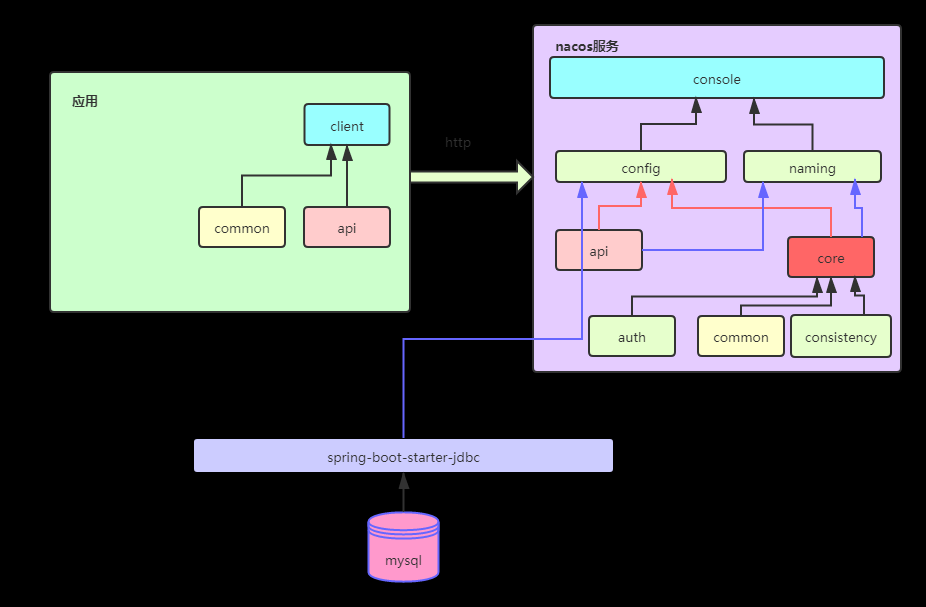 nacos服务
console
应用
client
http
config
naming
common
api
api
core
auth
common
consistency
spring-boot-starter-jdbc
mysql